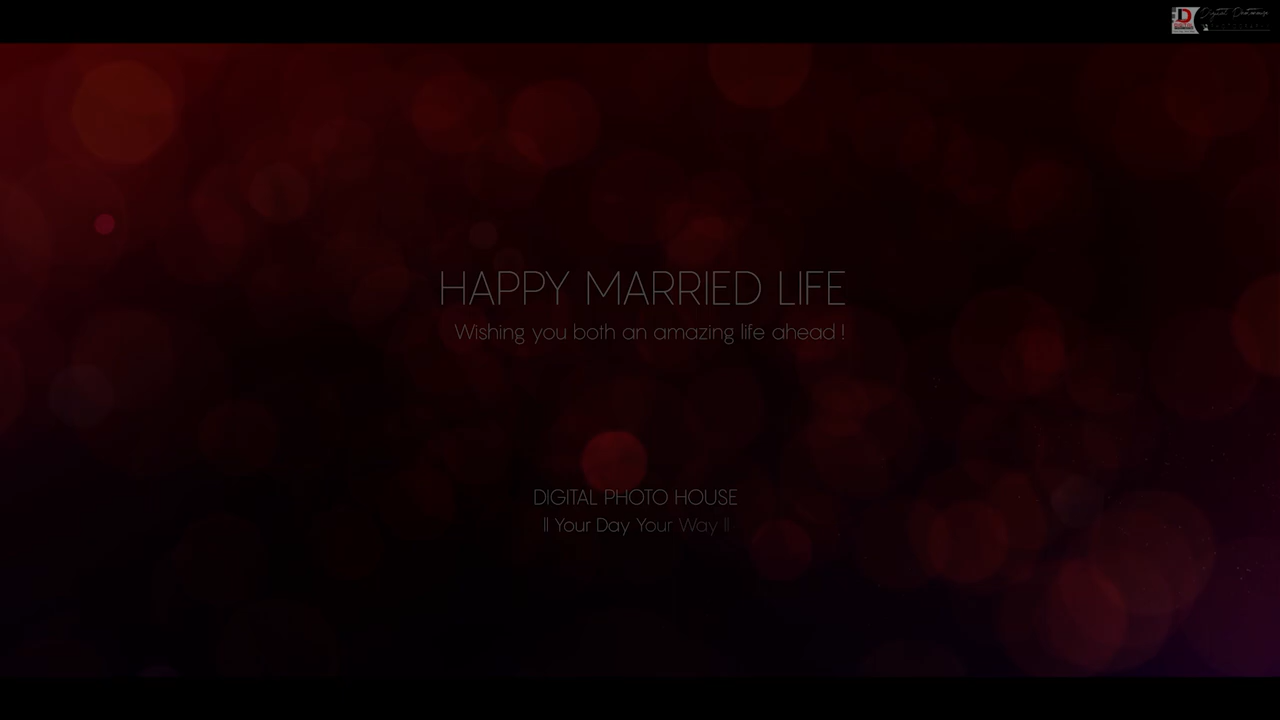 HAPPY MARRIED LIFE
Wishing you both an amazing life ahead !
DIGITAL PHOTO HOUSE
|| Your Day Your Way ||